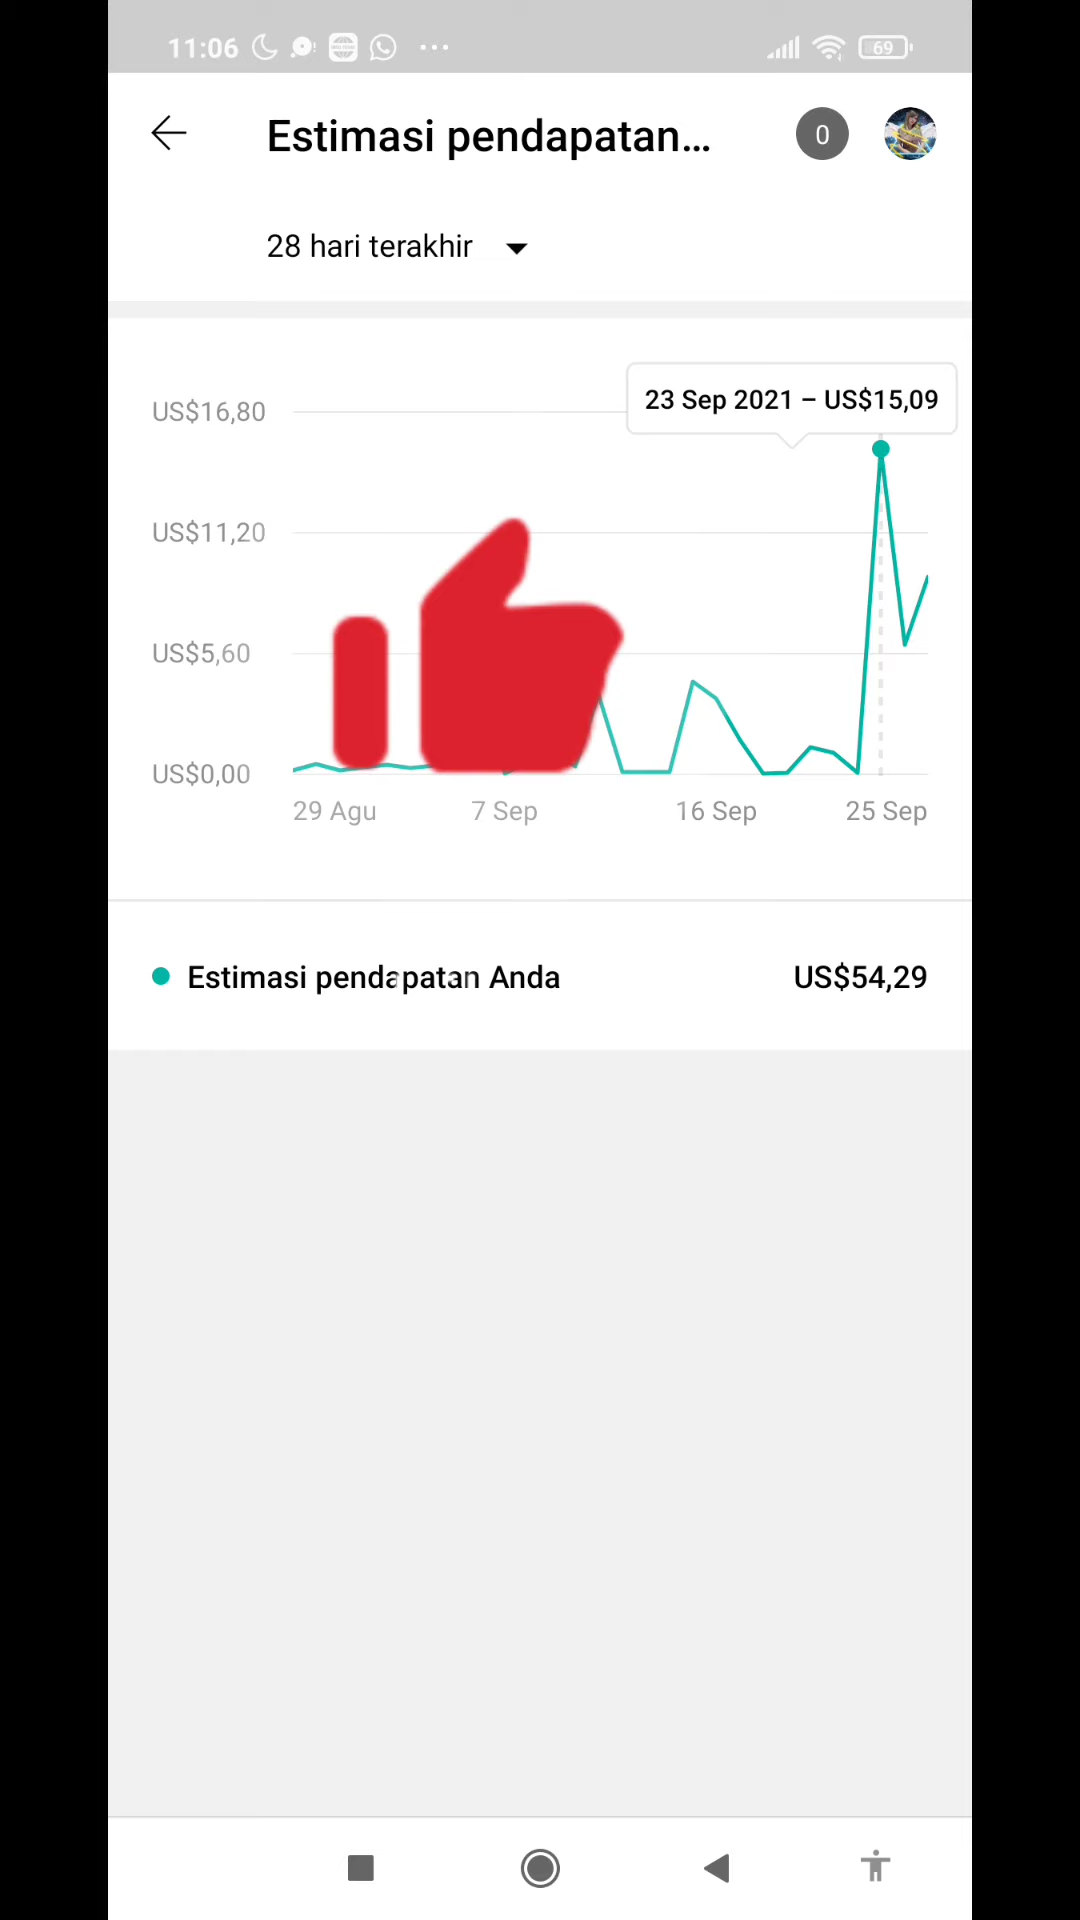 11:06
69
Estimasi pendapatan...
0
28 hari terakhir
23 Sep 2021 – US$15,09
US$16,80
US$11,20
US$5,60
US$0,00
29 Agu
7 Sep
16 Sep
25 Sep
Estimasi pendapatan Anda
US$54,29